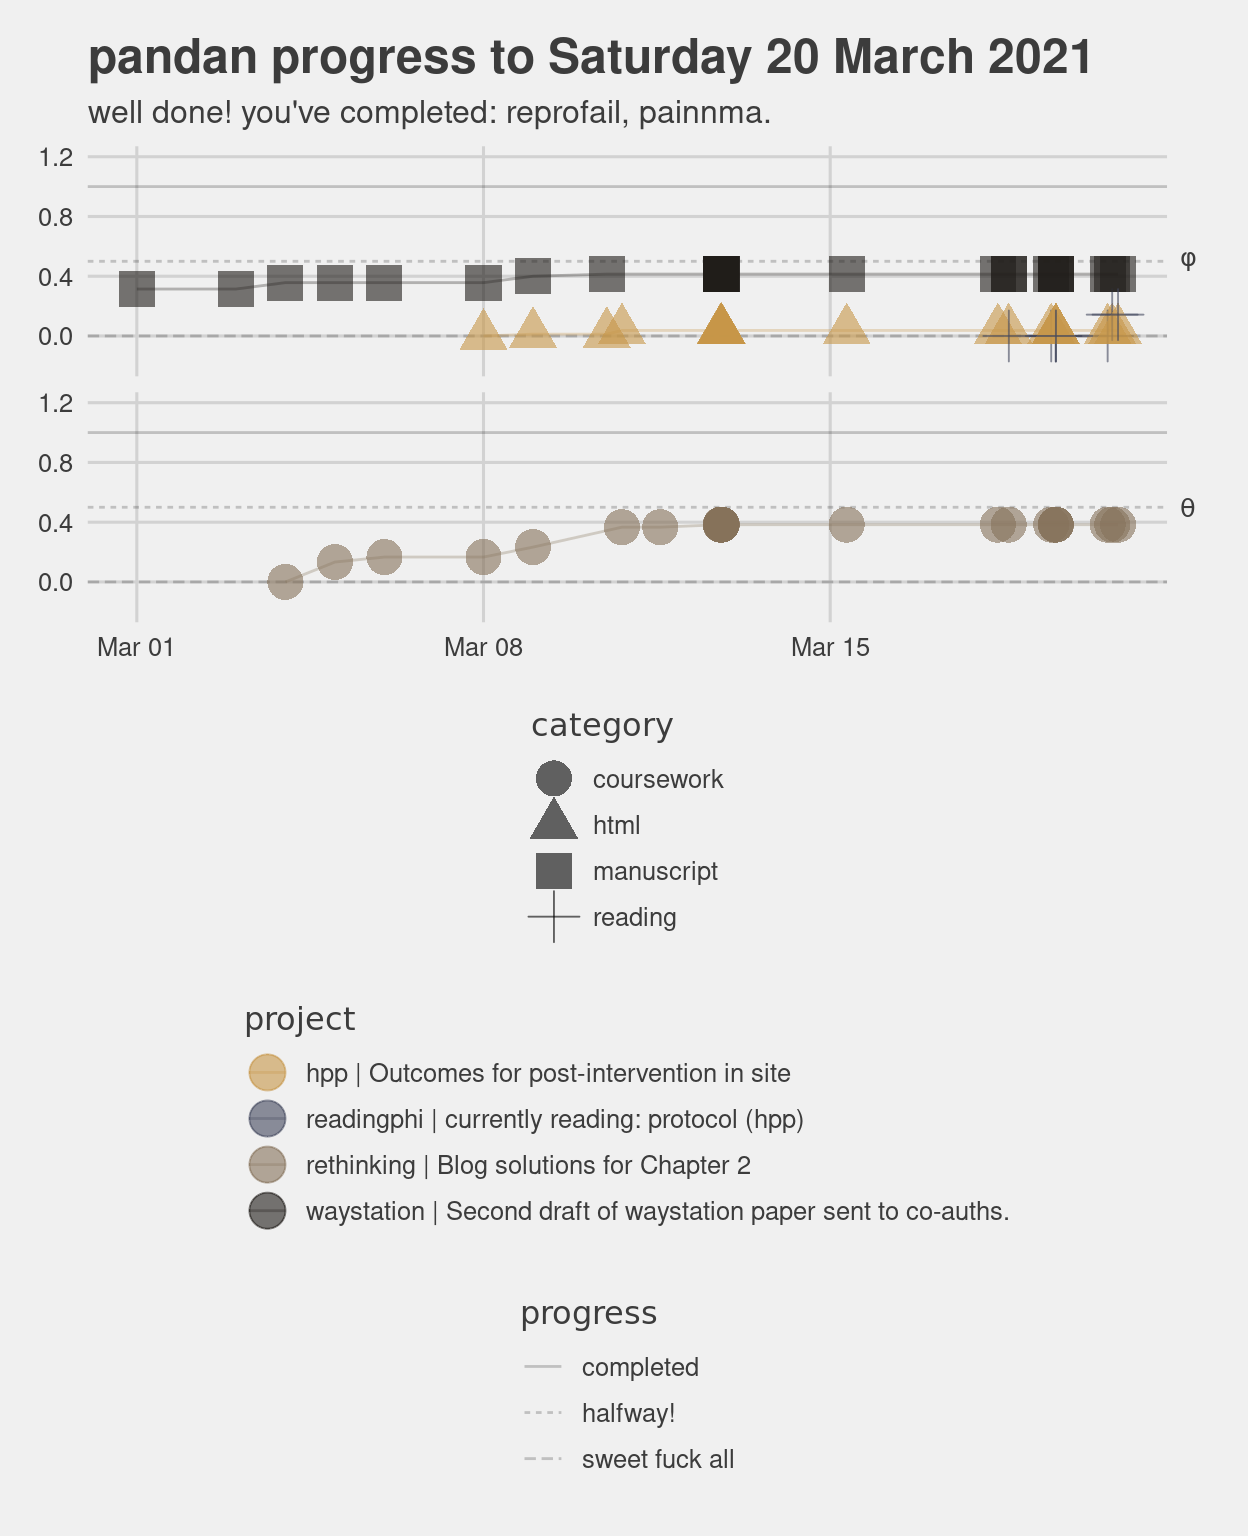 pandan progress to Saturday 20 March 2021
well done! you've completed: reprofail, painnma.
1.2
0.8
0.4
0.0
φ
1.2
0.8
0.4
0.0
θ
Mar 01
Mar 08
Mar 15
category
coursework
html
manuscript
reading
project
hpp | Outcomes for post-intervention in site
readingphi | currently reading: protocol (hpp)
rethinking | Blog solutions for Chapter 2
waystation | Second draft of waystation paper sent to co-auths.
progress
completed
halfway!
sweet fuck all